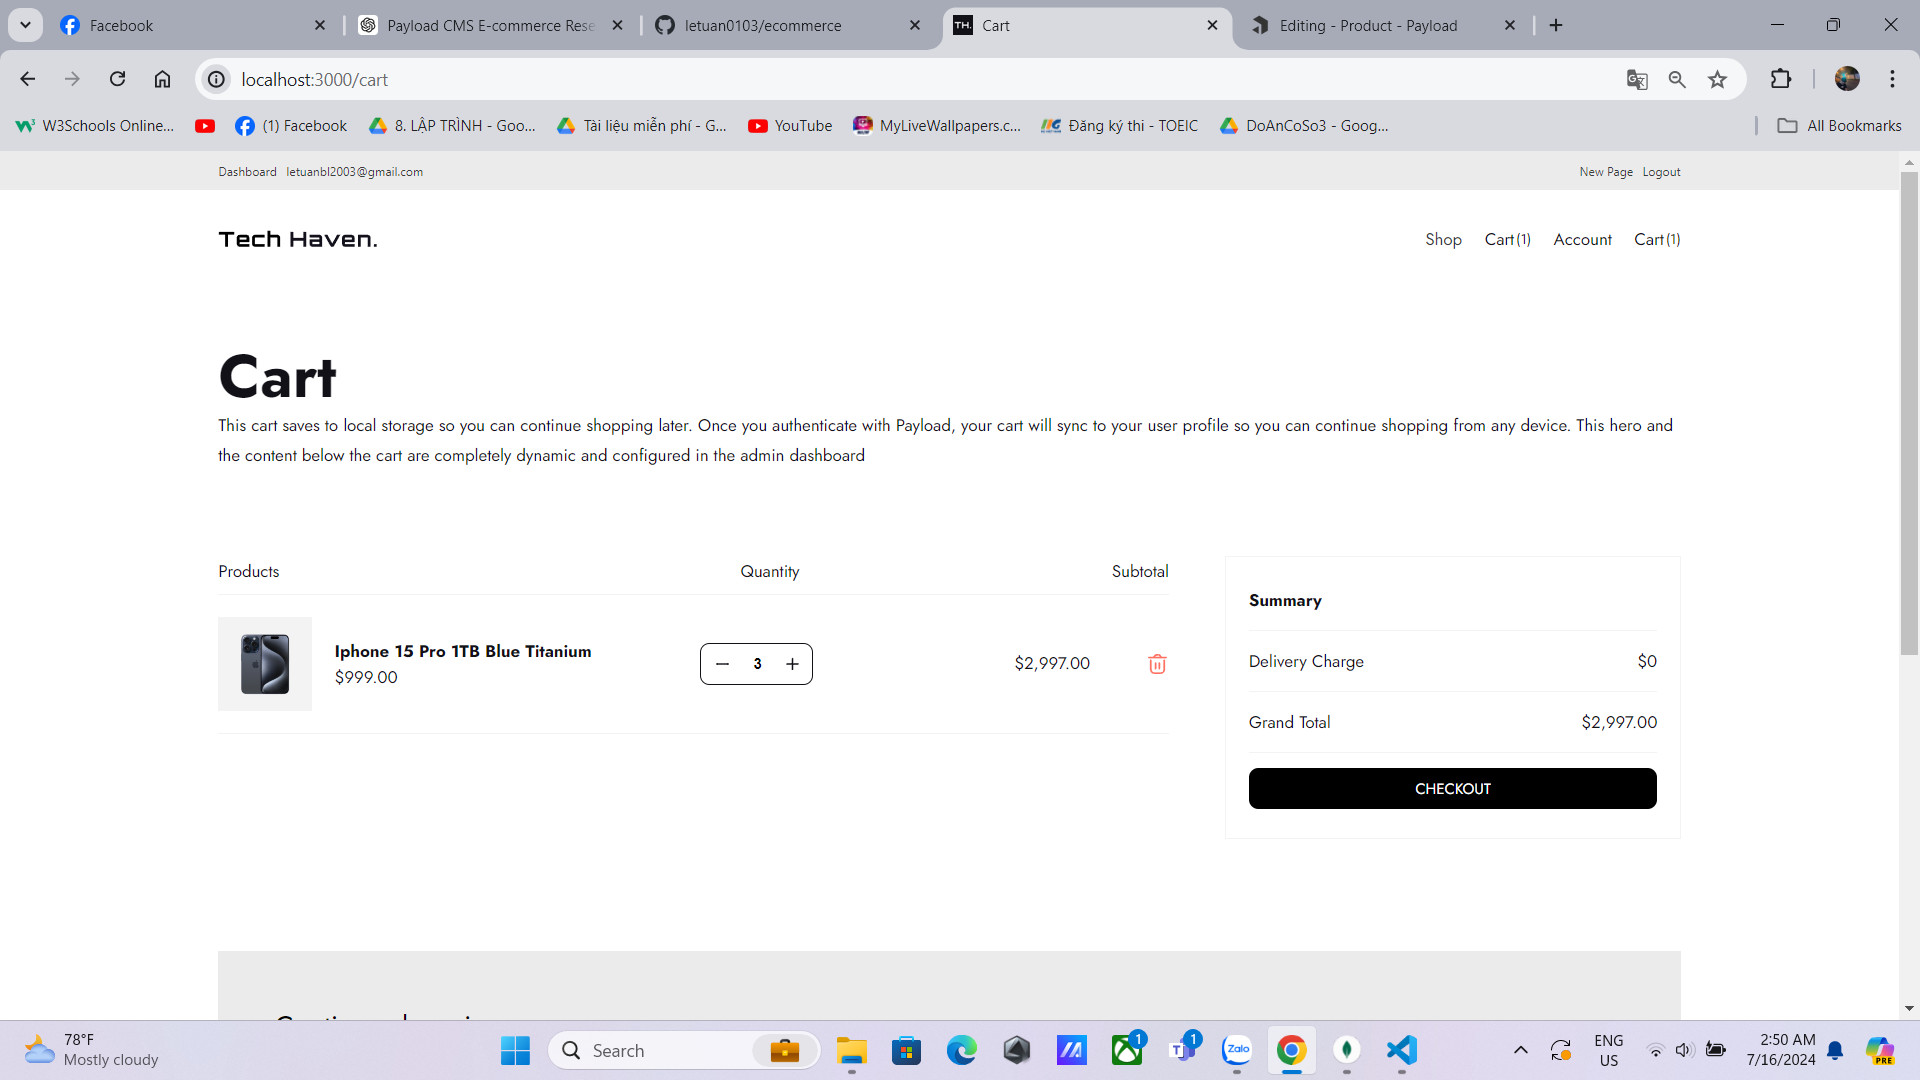 Facebook
Payload CMS E-commerce Rese
letuan0103/ecommerce
TH.
Cart
Editing - Product - Payload
localhost:3000/cart
W3Schools Online...
(1) Facebook
8. LẬP TRÌNH - Goo...
Tài liệu miễn phí - G...
YouTube
MyLiveWallpapers.c...
Đăng ký thi - TOEIC
DoAnCoSo3 - Goog...
All Bookmarks
Dashboard letuanbl2003@gmail.com
New Page Logout
Tech Haven.
Shop Cart(1) Account Cart(1)
Cart
This cart saves to local storage so you can continue shopping later. Once you authenticate with Payload, your cart will sync to your user profile so you can continue shopping from any device. This hero and
the content below the cart are completely dynamic and configured in the admin dashboard
Products Quantity Subtotal
Iphone 15 Pro 1TB Blue Titanium
$999.00
3
$2,997.00
Summary
Delivery Charge $0
Grand Total $2,997.00
CHECKOUT
78°F
Mostly cloudy
Search
1
1
Zalo
PRE
ENG
US
2:50 AM
7/16/2024